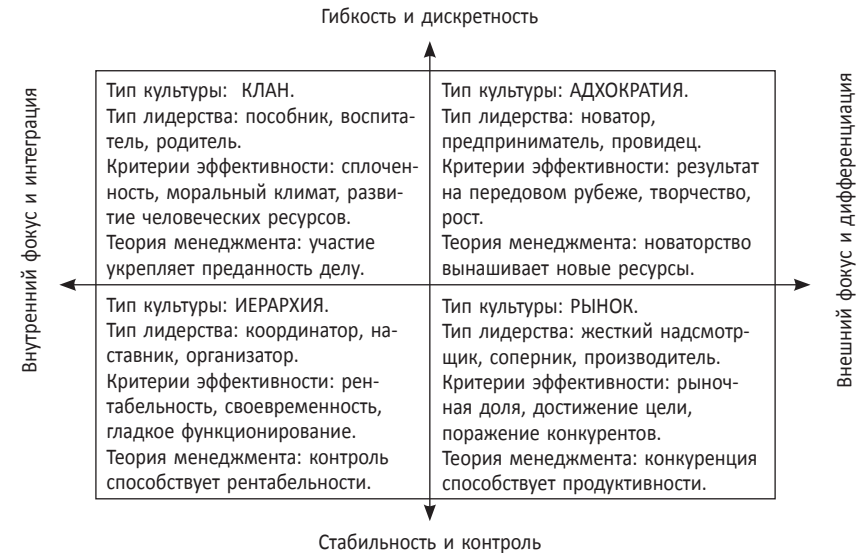 Гибкость и дискретность
Внутренний фокус и интеграция
Тип культуры: КЛАН.
Тип лидерства: пособник, воспита-
тель, родитель.
Критерии эффективности: сплочен-
ность, моральный климат, разви-
тие человеческих ресурсов.
Теория менеджмента: участие
укрепляет преданность делу.
Тип культуры: АДХОКРАТИЯ.
Тип лидерства: новатор,
предприниматель, провидец.
Критерии эффективности: результат
на передовом рубеже, творчество,
рост.
Теория менеджмента: новаторство
вынашивает новые ресурсы.
Тип культуры: ИЕРАРХИЯ.
Тип лидерства: координатор, на-
ставник, организатор.
Критерии эффективности: рен-
табельность, своевременность,
гладкое функционирование.
Теория менеджмента: контроль
способствует рентабельности.
Тип культуры: РЫНОК.
Тип лидерства: жесткий надсмотр-
щик, соперник, производитель.
Критерии эффективности: рыноч-
ная доля, достижение цели,
поражение конкурентов.
Теория менеджмента: конкуренция
способствует продуктивности.
Внешний фокус и дифференциация
Стабильность и контроль